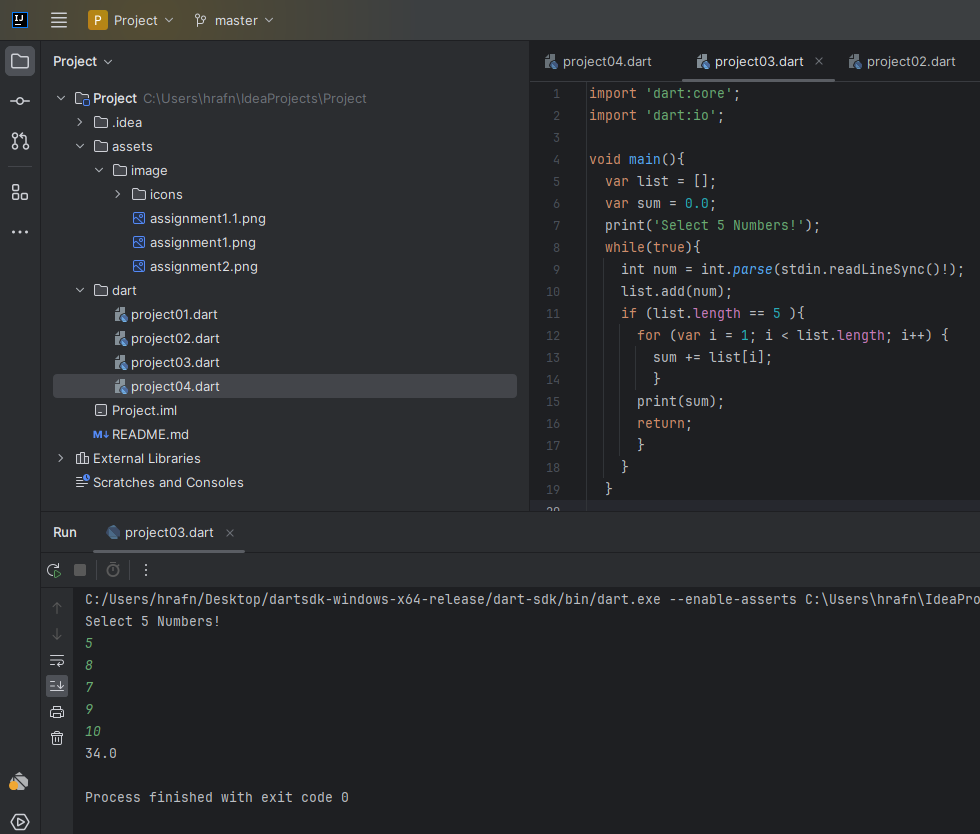 IJ P Project master
Project
Project C:\Users\hrafn\IdeaProjects\Project
.idea
assets
image
icons
assignment1.1.png
assignment1.png
assignment2.png
dart
project01.dart
project02.dart
project03.dart
project04.dart
Project.iml
M↓ README.md
External Libraries
Scratches and Consoles
project04.dart project03.dart project02.dart
1 import 'dart:core';
2 import 'dart:io';
3
4 void main(){
5 var list = [];
6 var sum = 0.0;
7 print('Select 5 Numbers!');
8 while(true){
9 int num = int.parse(stdin.readLineSync()!);
10 list.add(num);
11 if (list.length == 5 ){
12 for (var i = 1; i < list.length; i++) {
13 sum += list[i];
14 }
15 print(sum);
16 return;
17 }
18 }
19 }
20
Run project03.dart
C:/Users/hrafn/Desktop/dartsdk-windows-x64-release/dart-sdk/bin/dart.exe --enable-asserts C:\Users\hrafn\IdeaPro
Select 5 Numbers!
5
8
7
9
10
34.0
Process finished with exit code 0